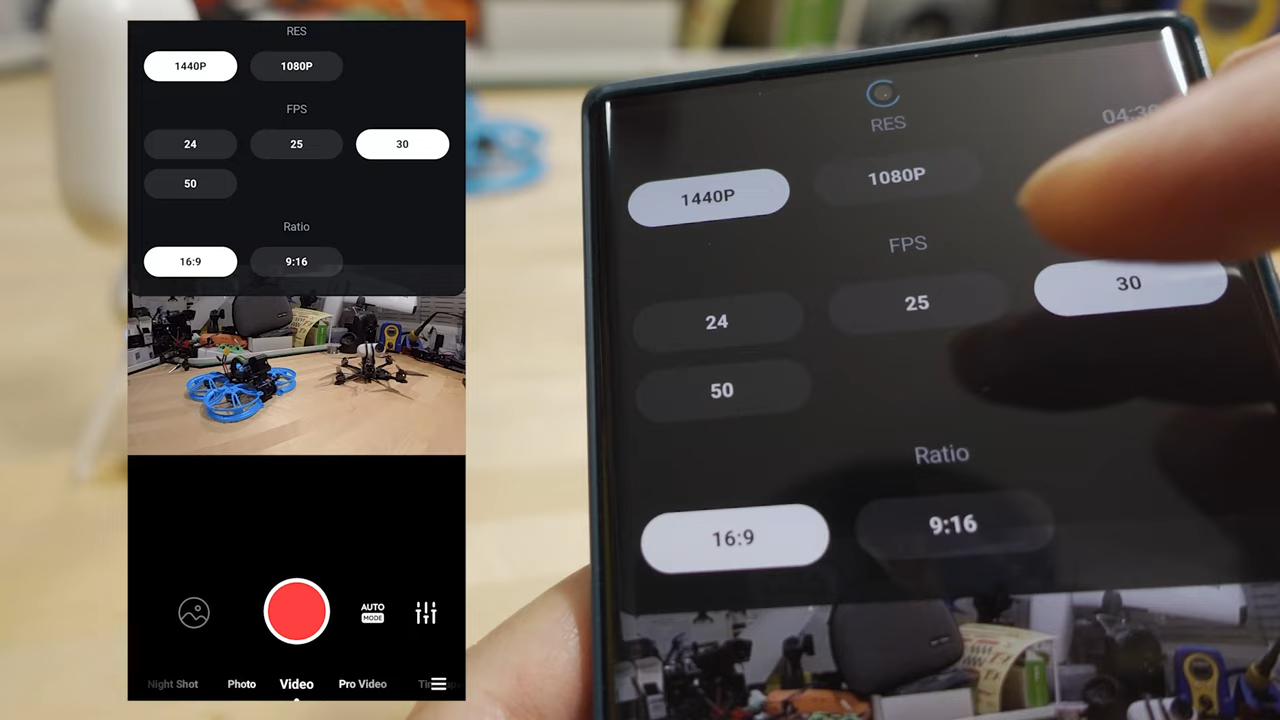 RES
1440P 1080P
FPS
24 25 30
50
Ratio
16:9 9:16
AUTO
MODE
Night Shot Photo Video Pro Video
RES
1440P 1080P
FPS
24 25 30
50
Ratio
16:9 9:16